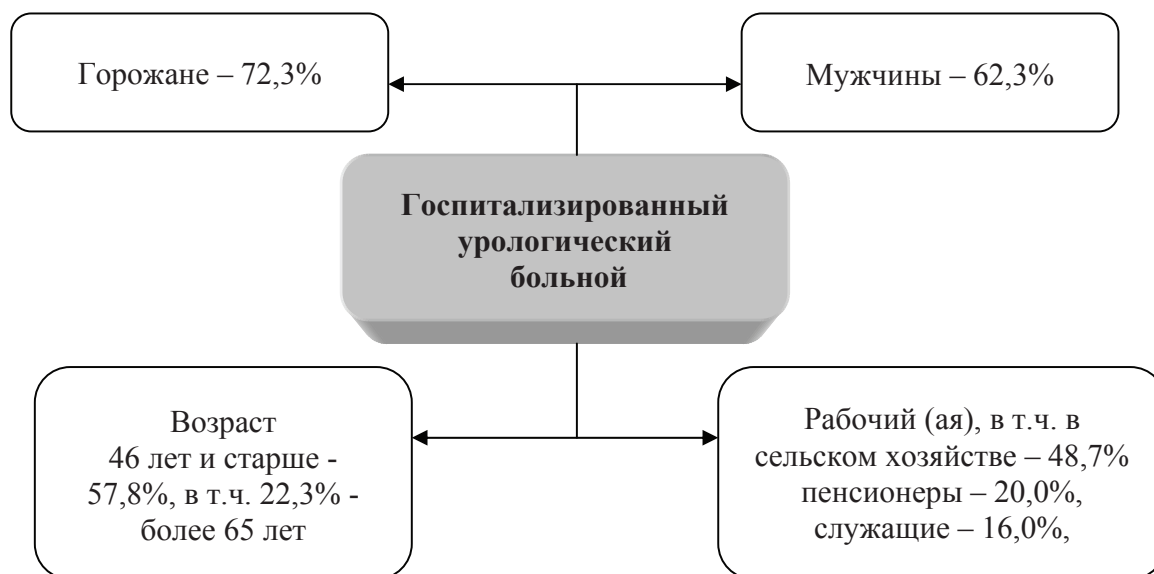 Горожане – 72,3%
Мужчины – 62,3%
Госпитализированный
урологический
больной
Возраст
46 лет и старше -
57,8%, в т.ч. 22,3% -
более 65 лет
Рабочий (ая), в т.ч. в
сельском хозяйстве – 48,7%
пенсионеры – 20,0%,
служащие – 16,0%,